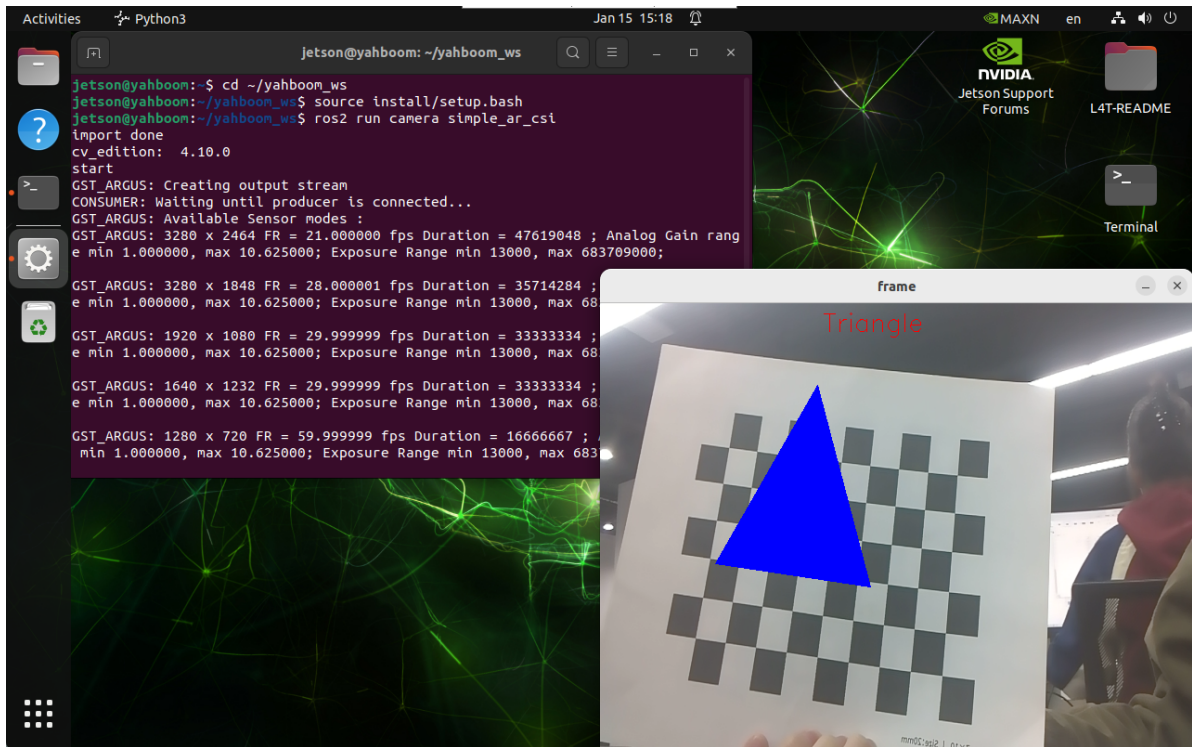 Activities
Python3
Jan 15 15:18
MAXN
en
jetson@yahboom: ~/yahboom_ws
jetson@yahboom:~$ cd ~/yahboom_ws
jetson@yahboom:~/yahboom_ws$ source install/setup.bash
jetson@yahboom:~/yahboom_ws$ ros2 run camera simple_ar_csi
import done
cv_edition:  4.10.0
start
GST_ARGUS: Creating output stream
CONSUMER: Waiting until producer is connected...
GST_ARGUS: Available Sensor modes :
GST_ARGUS: 3280 x 2464 FR = 21.000000 fps Duration = 47619048 ; Analog Gain rang
e min 1.000000, max 10.625000; Exposure Range min 13000, max 683709000;
GST_ARGUS: 3280 x 1848 FR = 28.000001 fps Duration = 35714284 ;
e min 1.000000, max 10.625000; Exposure Range min 13000, max 68
GST_ARGUS: 1920 x 1080 FR = 29.999999 fps Duration = 33333334 ;
e min 1.000000, max 10.625000; Exposure Range min 13000, max 68
GST_ARGUS: 1640 x 1232 FR = 29.999999 fps Duration = 33333334 ;
e min 1.000000, max 10.625000; Exposure Range min 13000, max 68
GST_ARGUS: 1280 x 720 FR = 59.999999 fps Duration = 16666667 ;
min 1.000000, max 10.625000; Exposure Range min 13000, max 683
NVIDIA.
Jetson Support
Forums
L4T-README
>_
Terminal
frame
Triangle
Size:20mm